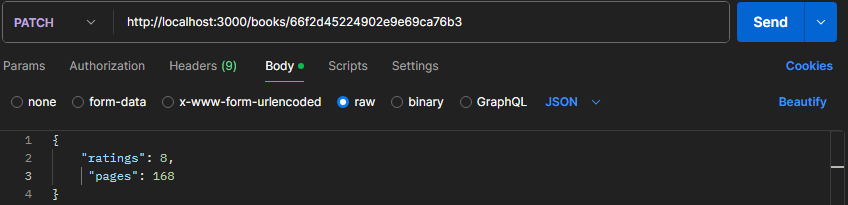 PATCH http://localhost:3000/books/66f2d45224902e9e69ca76b3 Send
Params Authorization Headers (9) Body Scripts Settings Cookies
none form-data x-www-form-urlencoded raw binary GraphQL JSON Beautify
1 {
2 "ratings": 8,
3 "pages": 168
4 }